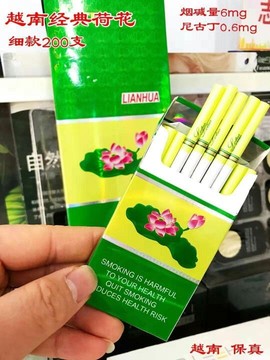 越南经典荷花
细款200支
烟碱量6mg
尼古丁0.6mg
LIANHUA
自然
SMOKING IS HARMFUL
TO YOUR HEALTH
QUIT SMOKING
DUCES HEALTH RISK
越南 保真